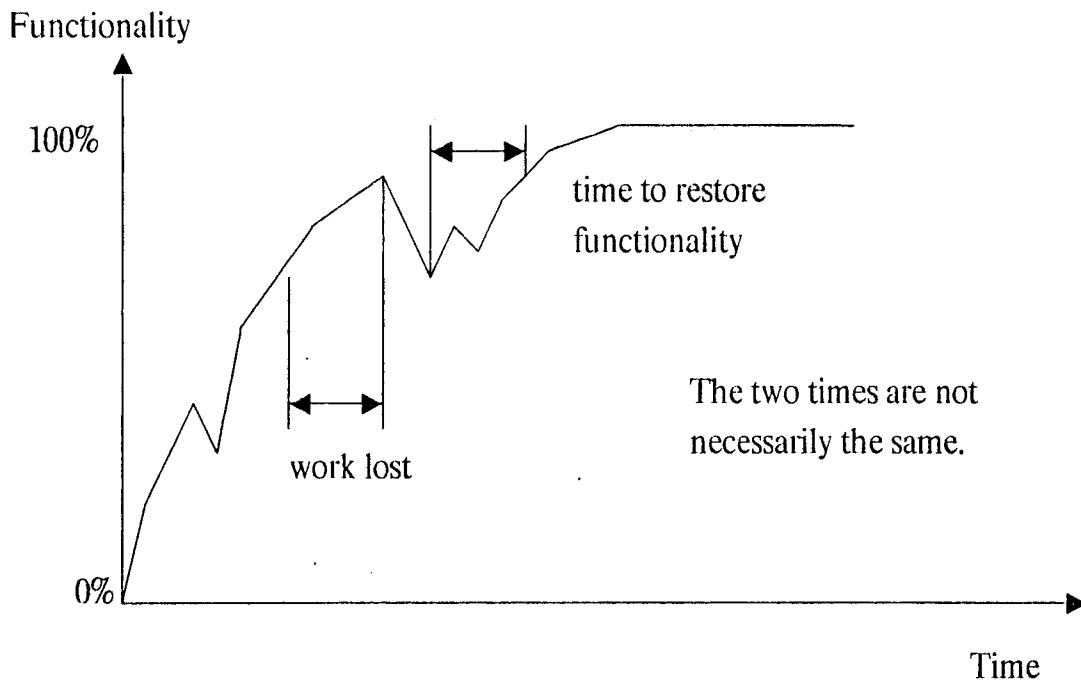 Functionality
100%
time to restore
functionality
The two times are not
necessarily the same.
work lost
0%
Time